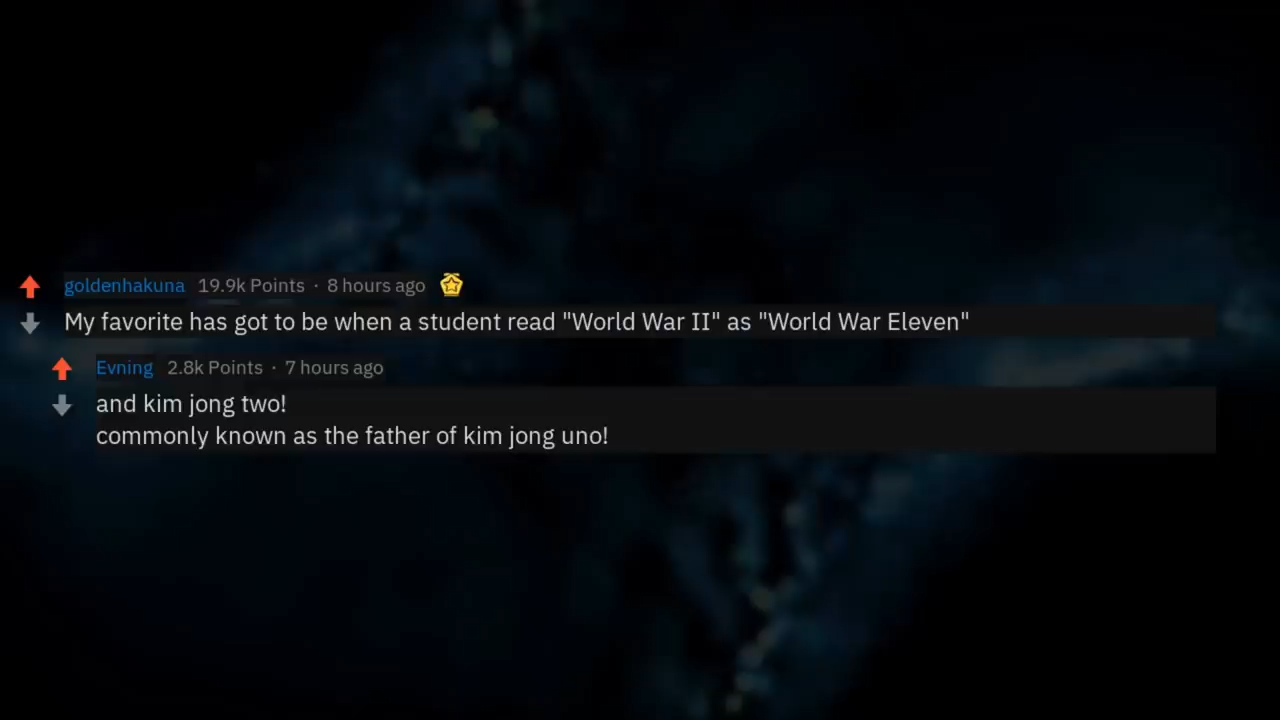 goldenhakuna 19.9k Points · 8 hours ago
My favorite has got to be when a student read "World War II" as "World War Eleven"
Evning 2.8k Points · 7 hours ago
and kim jong two!
commonly known as the father of kim jong uno!